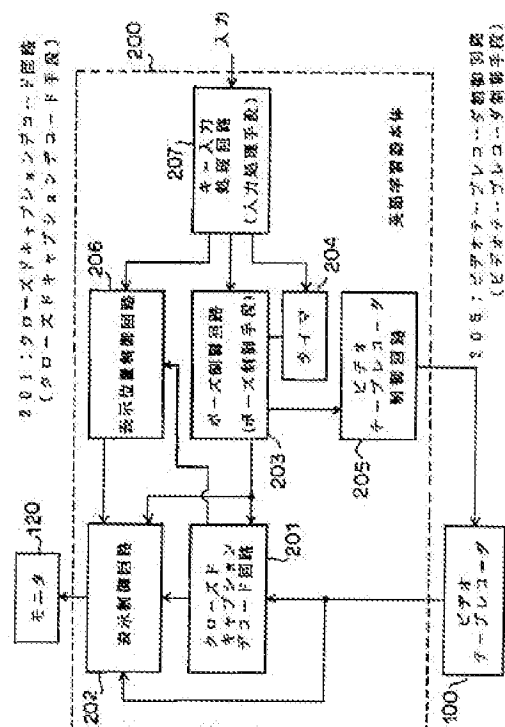 201：クローズドキャプションデコード回路
(クローズドキャプションデコード手段)
205：ビデオテープレコーダ制御回路
(ビデオテープレコーダ制御手段)
200
入力
キー入力
処理回路
(入力処理手段)
207
英語学習器本体
206
表示位置制御回路
ポーズ制御回路
(ポーズ制御手段)
203
204
タイマ
ビデオ
テープレコーダ
制御回路
205
120
モニタ
表示制御回路
202
クローズド
キャプション
デコード回路
201
ビデオ
テープレコーダ
100